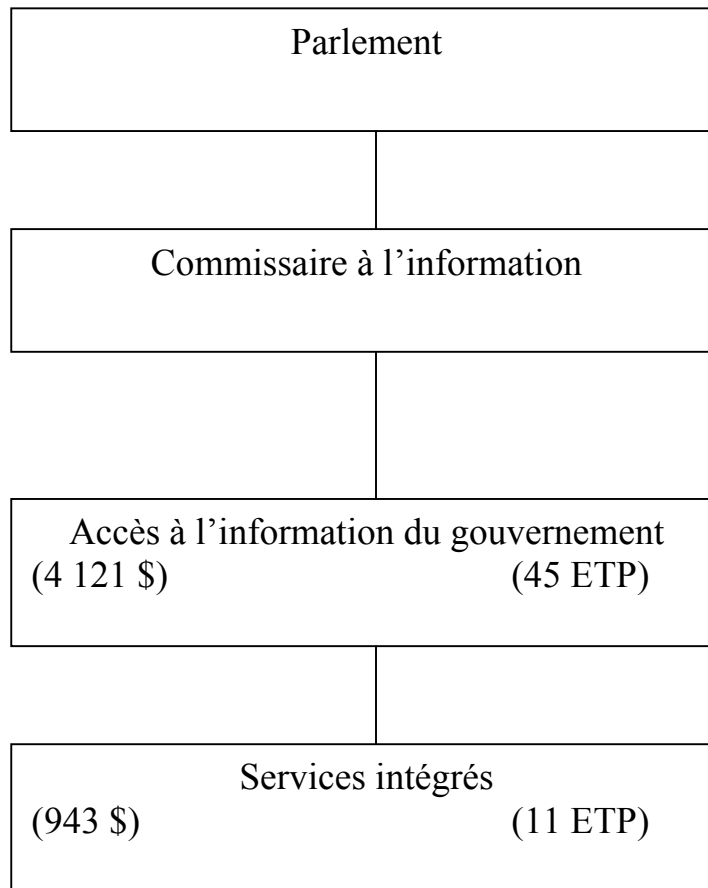 Parlement
Commissaire à l’information
Accès à l’information du gouvernement
(4 121 $) (45 ETP)
Services intégrés
(943 $) (11 ETP)